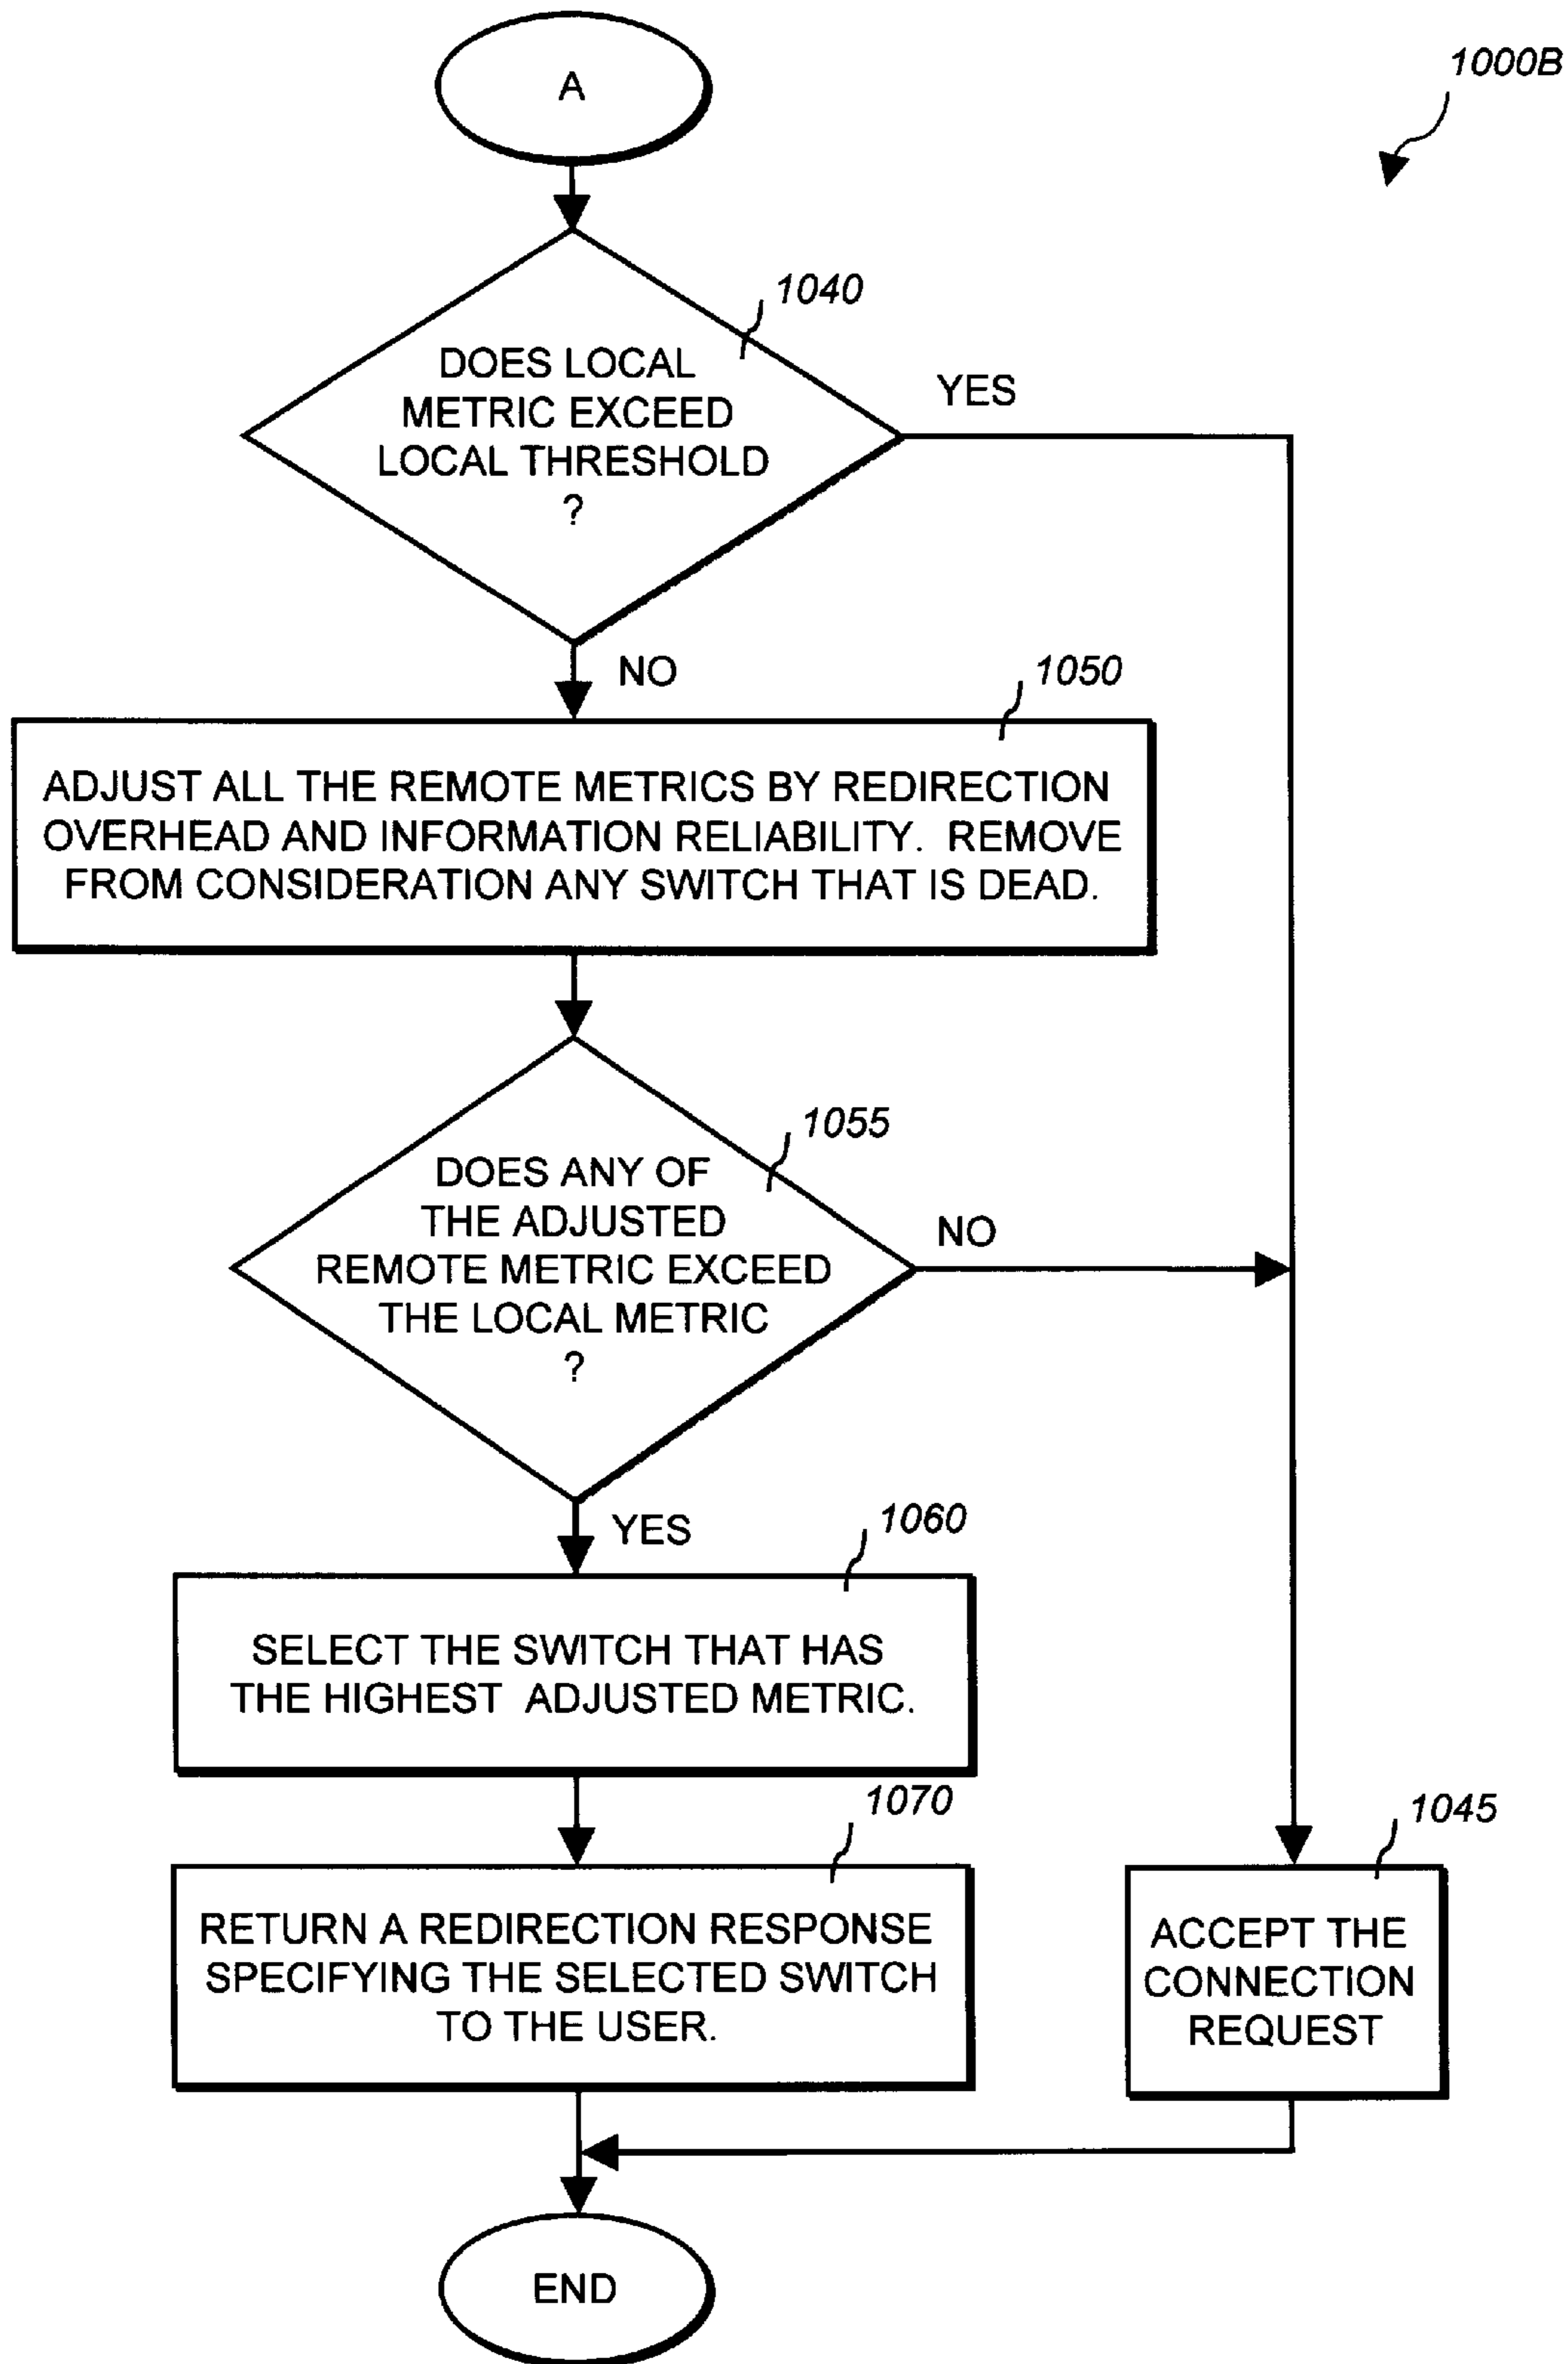 A
1000B
1040
DOES LOCAL
METRIC EXCEED
LOCAL THRESHOLD
?
YES
NO
1050
ADJUST ALL THE REMOTE METRICS BY REDIRECTION
OVERHEAD AND INFORMATION RELIABILITY. REMOVE
FROM CONSIDERATION ANY SWITCH THAT IS DEAD.
1055
DOES ANY OF
THE ADJUSTED
REMOTE METRIC EXCEED
THE LOCAL METRIC
?
NO
YES
1060
SELECT THE SWITCH THAT HAS
THE HIGHEST ADJUSTED METRIC.
1070
RETURN A REDIRECTION RESPONSE
SPECIFYING THE SELECTED SWITCH
TO THE USER.
1045
ACCEPT THE
CONNECTION
REQUEST
END